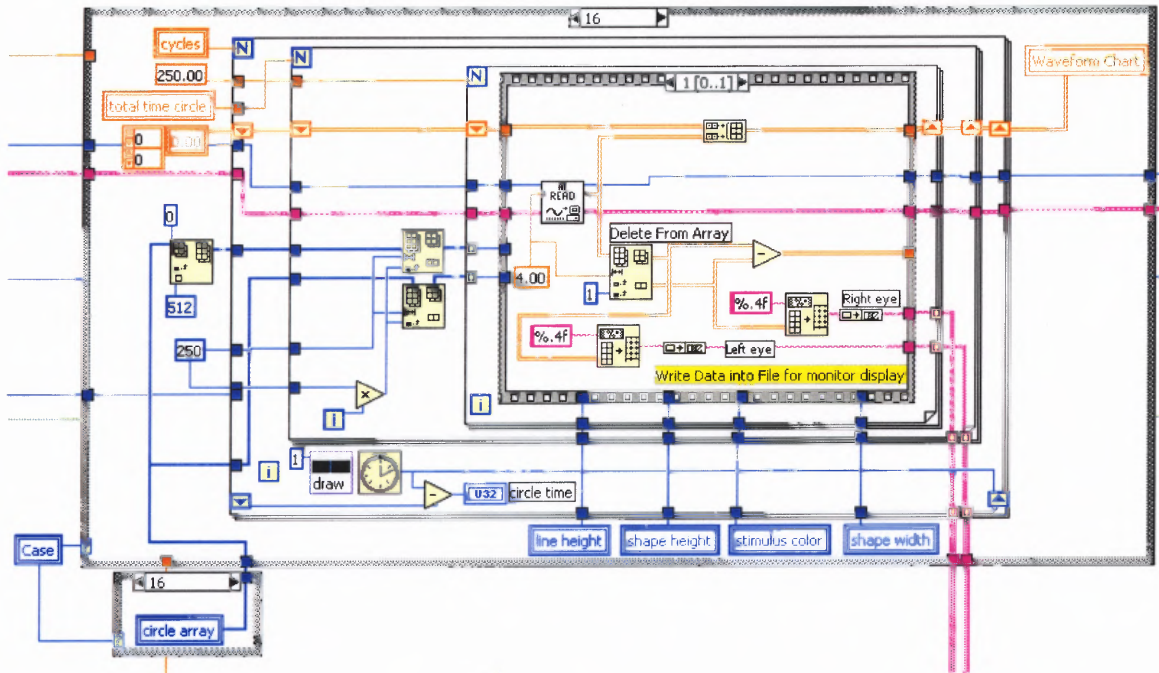 16
cycles
N
N
250.00
N
1 [0..1]
Waveform Chart
total time circle
0
0
0.00
READ
0
Delete From Array
4.00
1
512
%.4f
Right eye
%.4f
Left eye
250
Write Data into File for monitor display
i
i
i
1
draw
U32
circle time
line height
shape height
stimulus color
shape width
Case
16
circle array